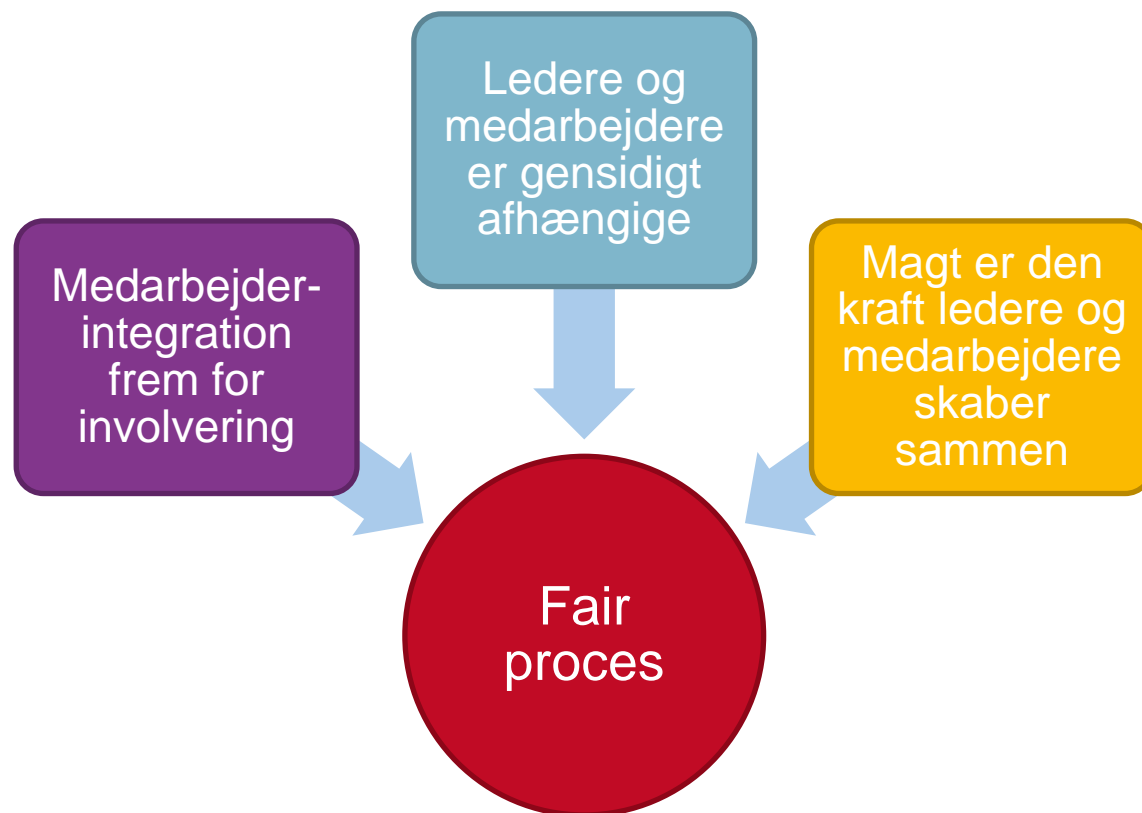 Ledere og
medarbejdere
er gensidigt
afhængige
Medarbejder-
integration
frem for
involvering
Magt er den
kraft ledere og
medarbejdere
skaber
sammen
Fair
proces